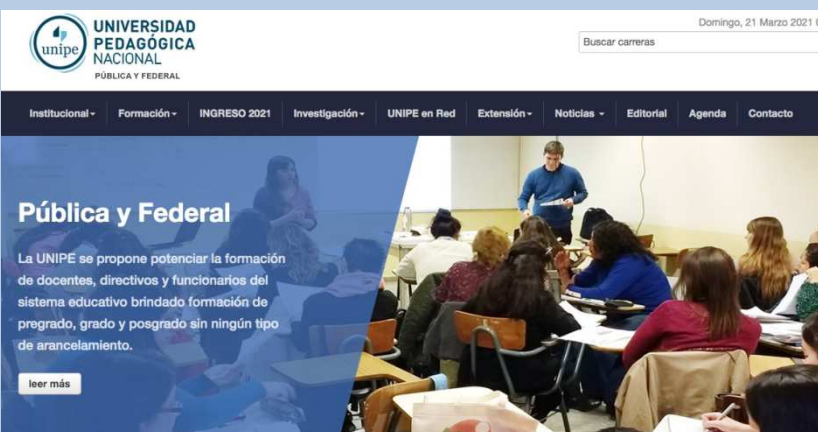 Domingo, 21 Marzo 2021
unipe
UNIVERSIDAD
PEDAGÓGICA
NACIONAL
PÚBLICA Y FEDERAL
Buscar carreras
Institucional Formación INGRESO 2021 Investigación UNIPE en Red Extensión Noticias Editorial Agenda Contacto
Pública y Federal
La UNIPE se propone potenciar la formación
de docentes, directivos y funcionarios del
sistema educativo brindado formación de
pregrado, grado y posgrado sin ningún tipo
de arancelamiento.
leer más